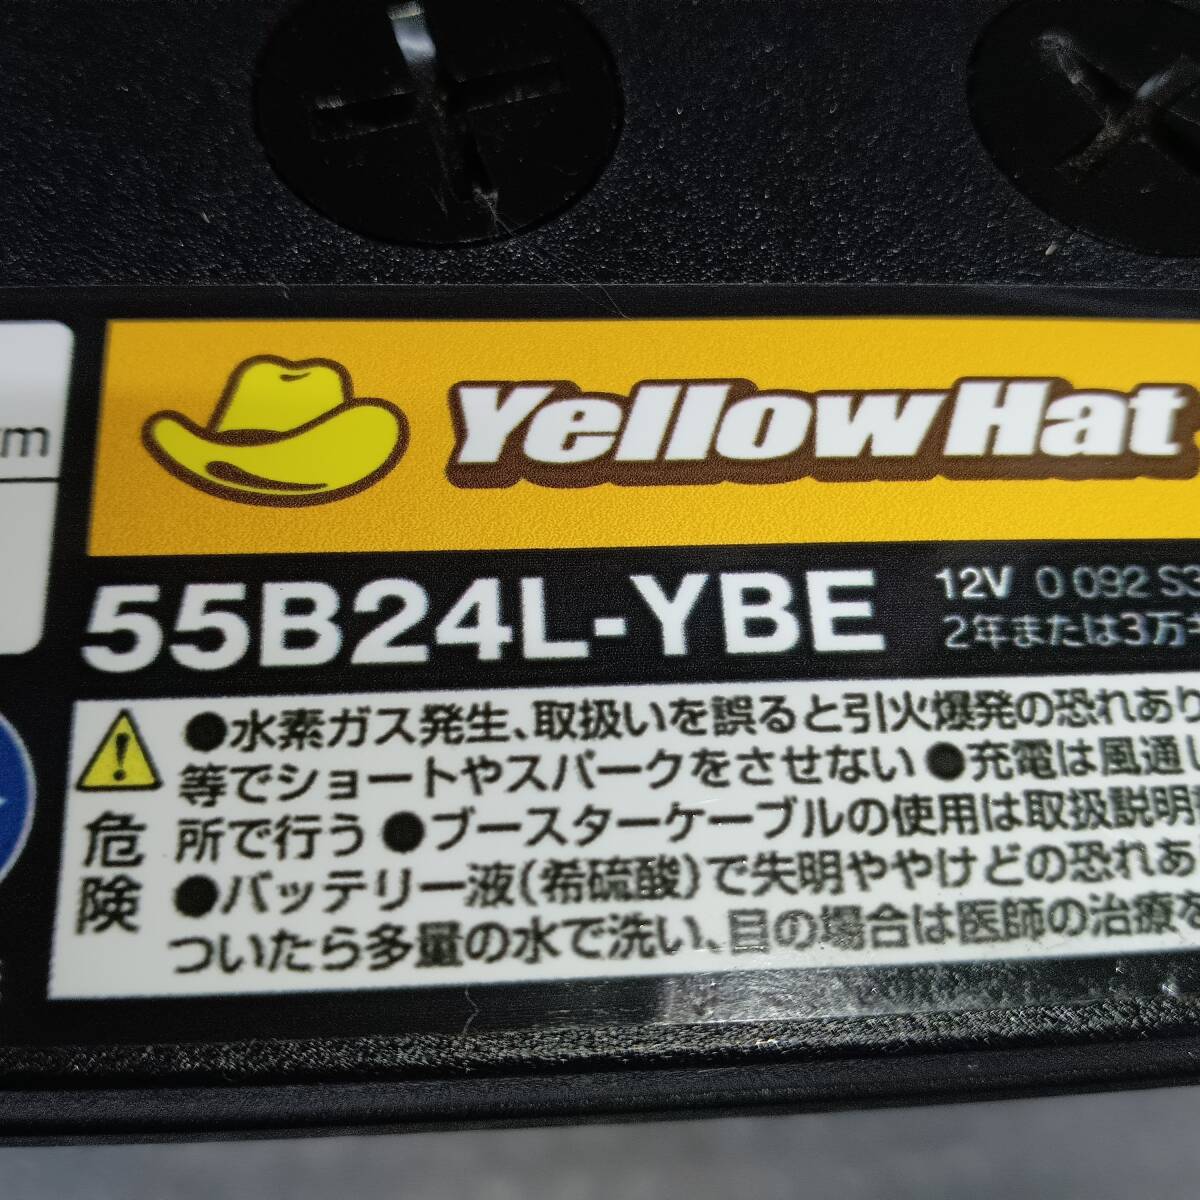 rm
YellowHat
55B24L-YBE
12V 0 092 S3
2年または3万
●水素ガス発生、取扱いを誤ると引火爆発の恐れあり
等でショートやスパークをさせない ●充電は風通し
危険
所で行う ●ブースターケーブルの使用は取扱説明
●バッテリー液(希硫酸)で失明ややけどの恐れあ
ついたら多量の水で洗い、目の場合は医師の治療を